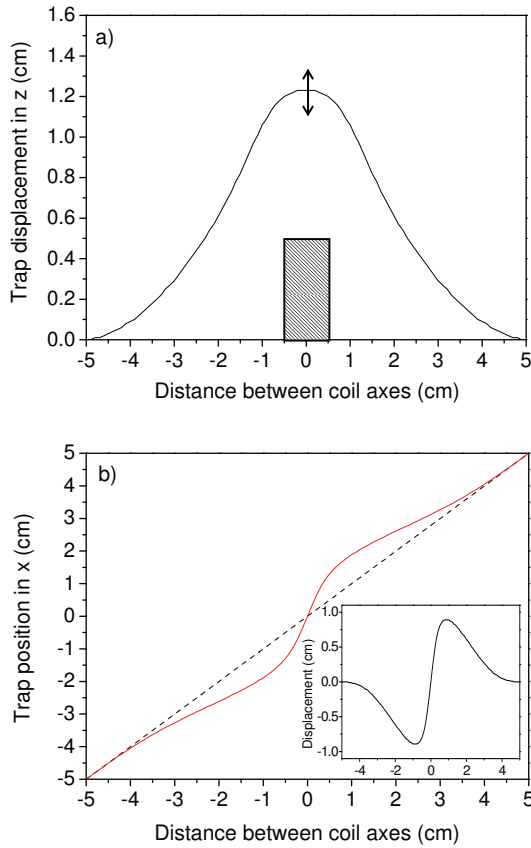 a)
Trap displacement in z (cm)
1.6
1.4
1.2
1.0
0.8
0.6
0.4
0.2
0.0
-5 -4 -3 -2 -1 0 1 2 3 4 5
Distance between coil axes (cm)
b)
Trap position in x (cm)
5
4
3
2
1
0
-1
-2
-3
-4
-5
Displacement (cm)
1.0
0.5
0.0
-0.5
-1.0
-4 -2 0 2 4
-5 -4 -3 -2 -1 0 1 2 3 4 5
Distance between coil axes (cm)